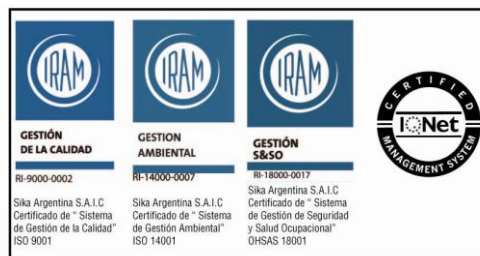 IRAM
GESTIÓN
DE LA CALIDAD
RI-9000-0002
Sika Argentina S.A.I.C
Certificado de " Sistema
de Gestión de la Calidad"
ISO 9001
IRAM
GESTION
AMBIENTAL
RI-14000-0007
Sika Argentina S.A.I.C
Certificado de " Sistema
de Gestión Ambiental"
ISO 14001
IRAM
GESTIÓN
S&SO
RI-18000-0017
Sika Argentina S.A.I.C
Certificado de " Sistema
de Gestión de Seguridad
y Salud Ocupacional"
OHSAS 18001
CERTIFIED
IQNet
MANAGEMENT SYSTEM